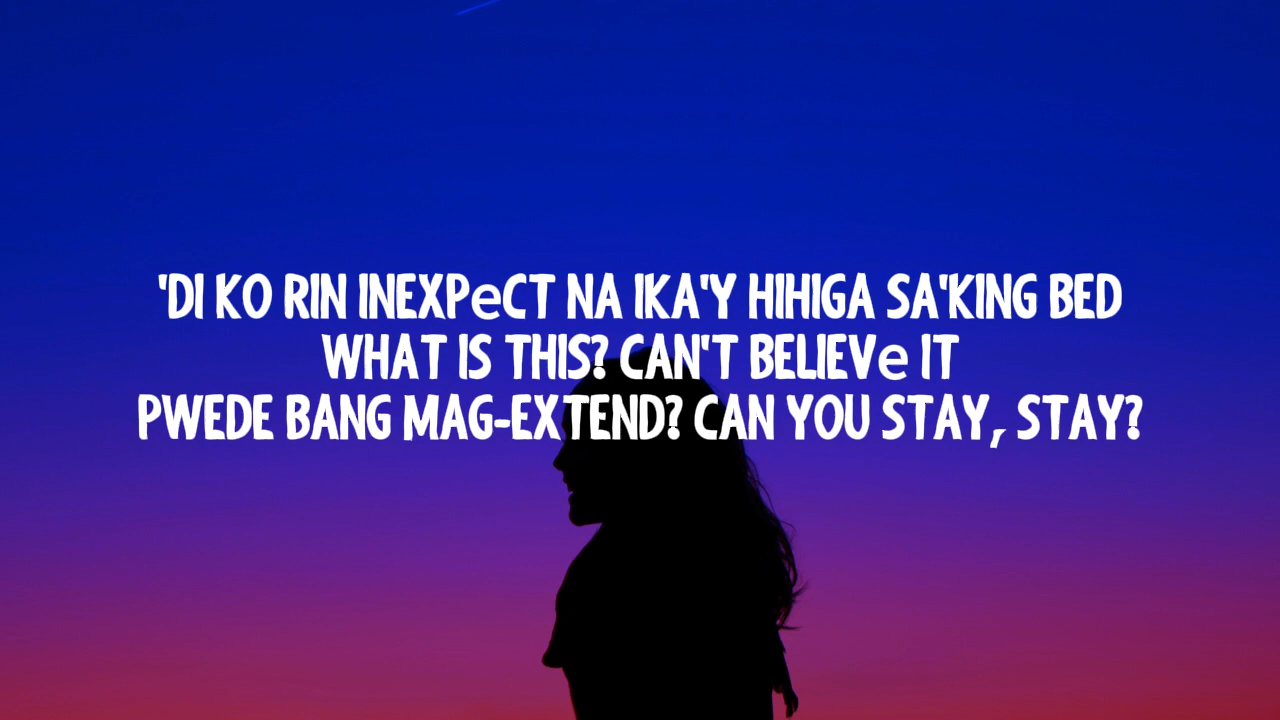 'DI KO RIN INEXPeCT NA IKA'Y HIHIGA SA'KING BED
WHAT IS THIS? CAN'T BELIEVe IT
PWEDE BANG MAG-EXTEND? CAN YOU STAY, STAY?